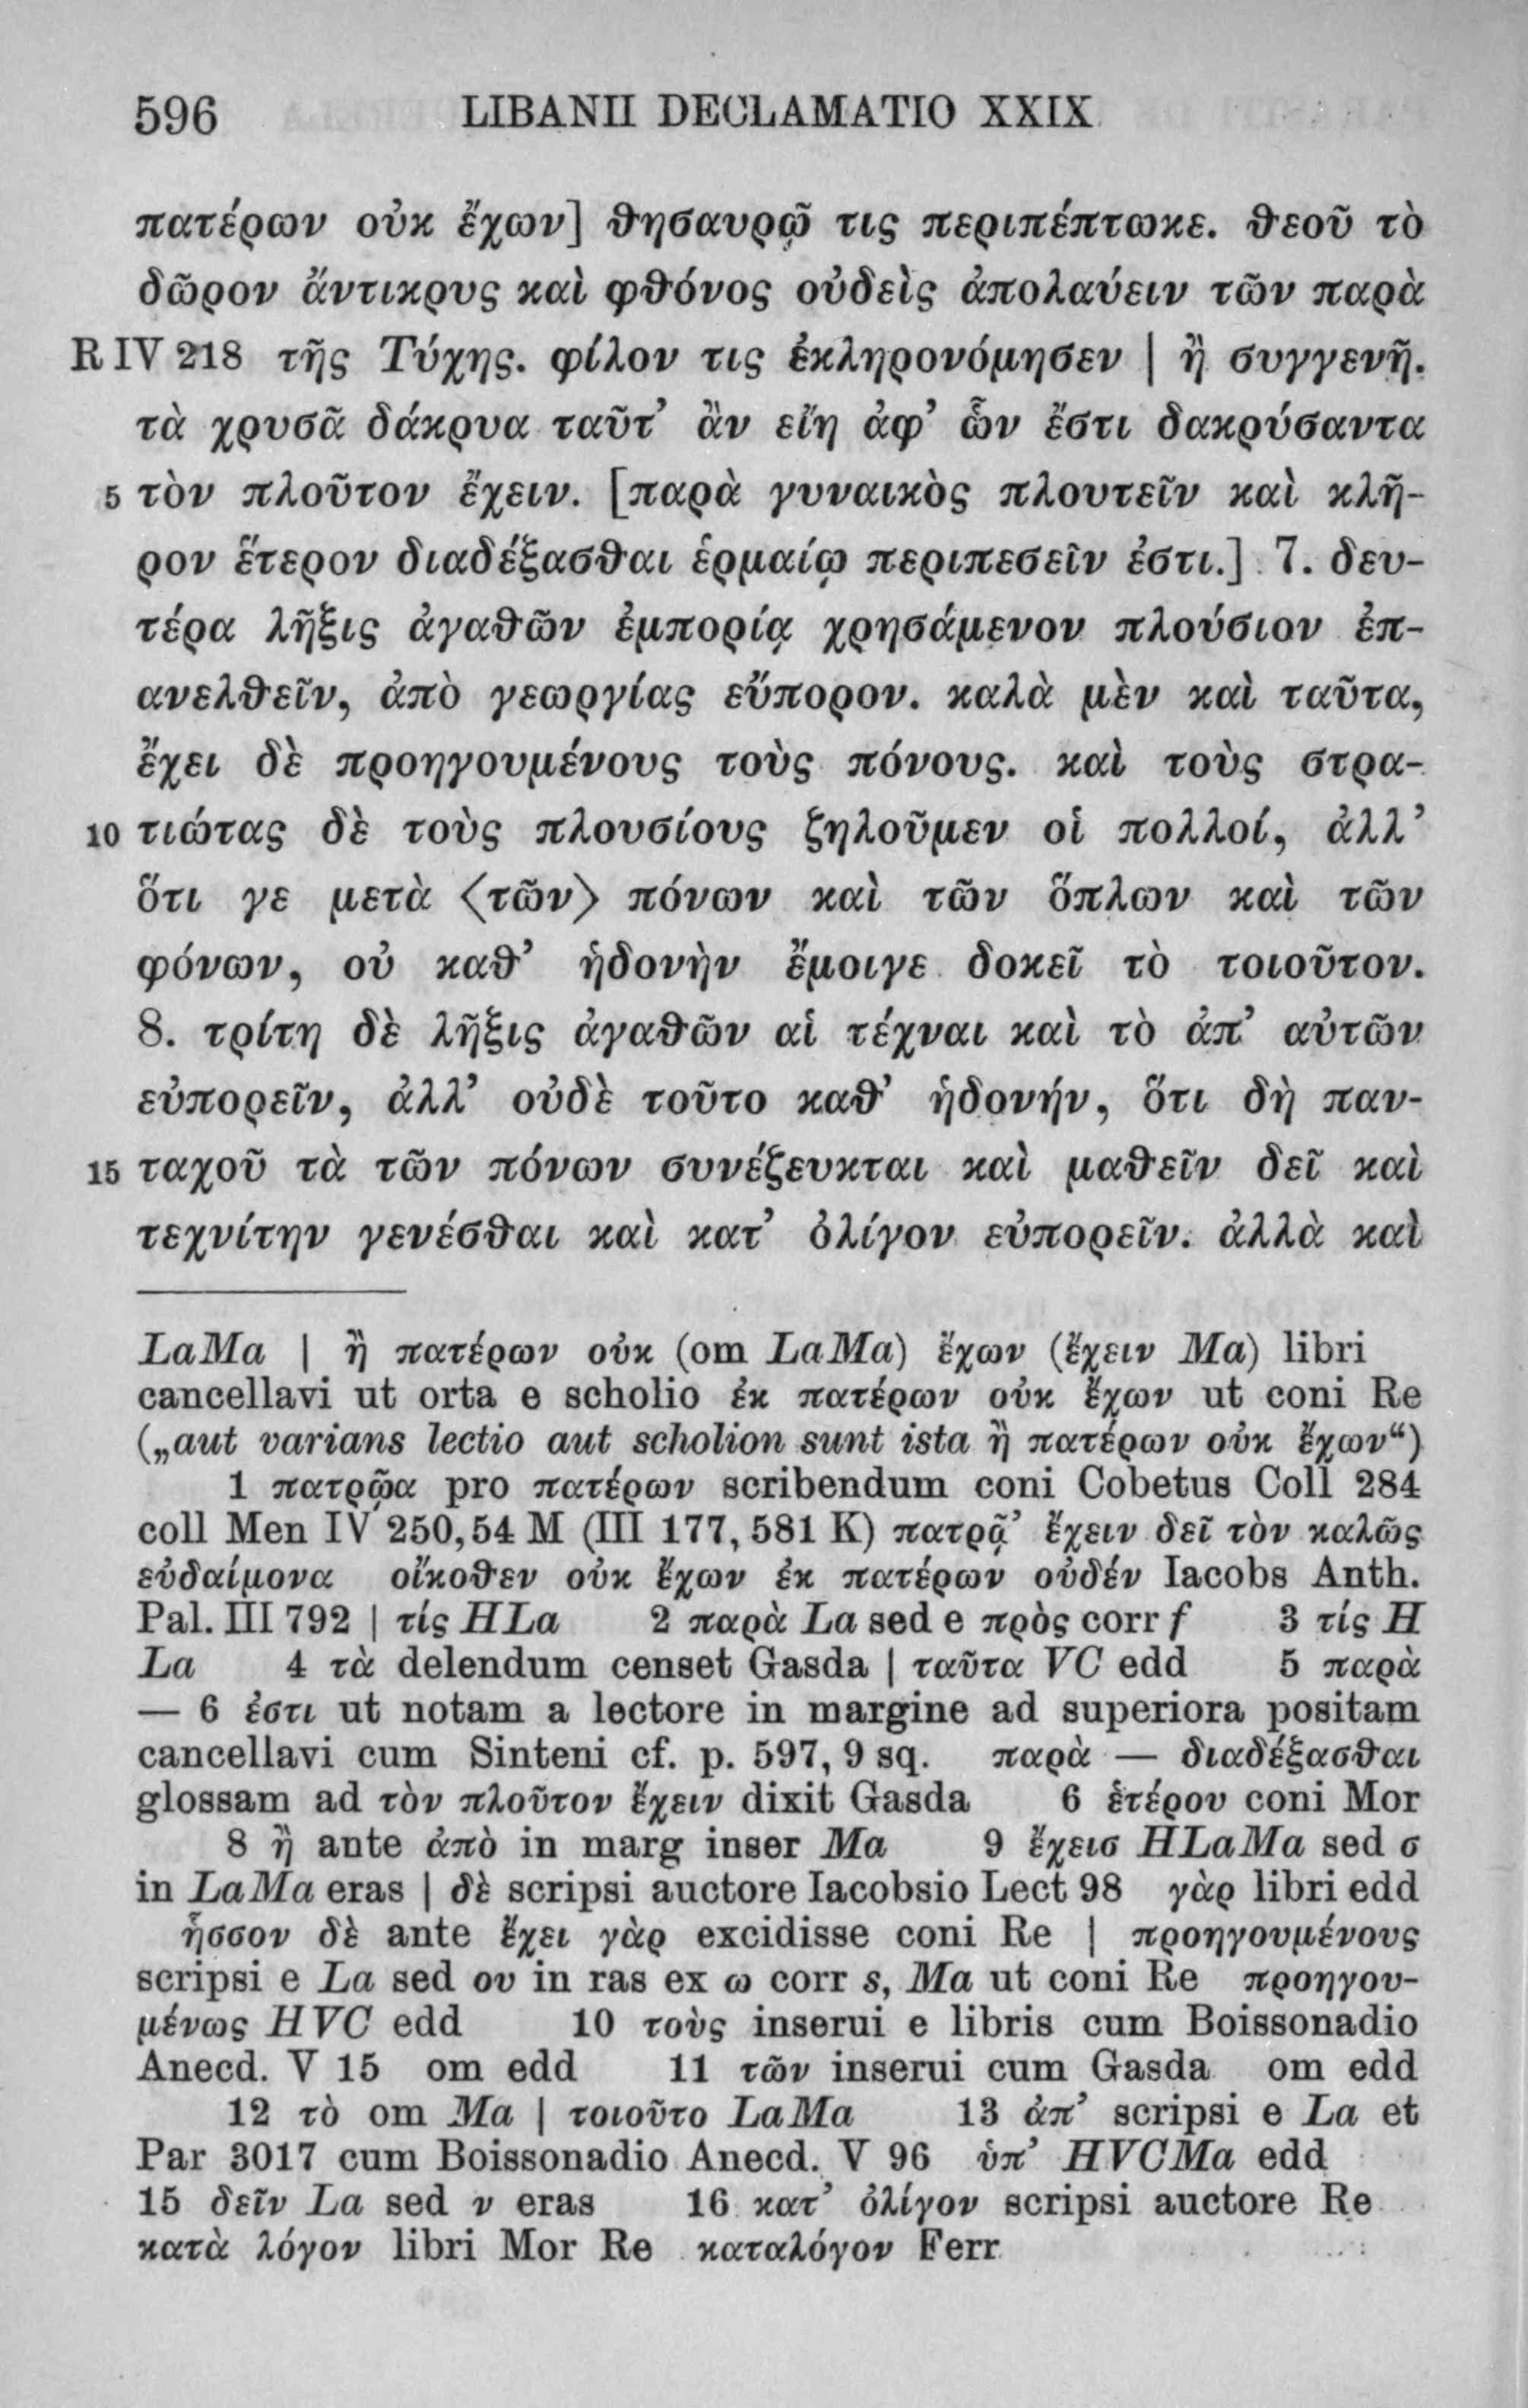 596 LIBANII DECLAMATIO XXIX
πατέρων οὐκ ἔχων] θησαυρῷ τις περιπέπτωκε. θεοῦ τὸ
δῶρον ἄντικρυς καὶ φθόνος οὐδεὶς ἀπολαύειν τῶν παρὰ
R IV 218 τῆς Τύχης. φίλον τις ἐκληρονόμησεν | ἢ συγγενῆ.
τὰ χρυσᾶ δάκρυα ταῦτ’ ἂν εἴη ἀφ’ ὧν ἔστι δακρύσαντα
5 τὸν πλοῦτον ἔχειν. [παρὰ γυναικὸς πλουτεῖν καὶ κλῆ-
ρον ἕτερον διαδέξασθαι ἑρμαίῳ περιπεσεῖν ἐστι.] 7. δευ-
τέρα λῆξις ἀγαθῶν ἐμπορίᾳ χρησάμενον πλούσιον ἐπ-
ανελθεῖν, ἀπὸ γεωργίας εὔπορον. καλὰ μὲν καὶ ταῦτα,
ἔχει δὲ προηγουμένους τοὺς πόνους. καὶ τοὺς στρα-
10 τιώτας δὲ τοὺς πλουσίους ζηλοῦμεν οἱ πολλοί, ἀλλ’
ὅτι γε μετὰ ⟨τῶν⟩ πόνων καὶ τῶν ὅπλων καὶ τῶν
φόνων, οὐ καθ’ ἡδονὴν ἔμοιγε δοκεῖ τὸ τοιοῦτον.
8. τρίτη δὲ λῆξις ἀγαθῶν αἱ τέχναι καὶ τὸ ἀπ’ αὐτῶν
εὐπορεῖν, ἀλλ’ οὐδὲ τοῦτο καθ’ ἡδονήν, ὅτι δὴ παν-
15 ταχοῦ τὰ τῶν πόνων συνέζευκται καὶ μαθεῖν δεῖ καὶ
τεχνίτην γενέσθαι καὶ κατ’ ὀλίγον εὐπορεῖν. ἀλλὰ καὶ
LaMa | ἢ πατέρων οὐκ (om LaMa) ἔχων (ἔχειν Ma) libri
cancellavi ut orta e scholio ἐκ πατέρων οὐκ ἔχων ut coni Re
(„aut varians lectio aut scholion sunt ista ἢ πατέρων οὐκ ἔχων“)
1 πατρῷα pro πατέρων scribendum coni Cobetus Coll 284
coll Men IV 250,54 M (III 177,581 K) πατρῷ’ ἔχειν δεῖ τὸν καλῶς
εὐδαίμονα οἴκοθεν οὐκ ἔχων ἐκ πατέρων οὐδέν Iacobs Anth.
Pal. III 792 | τίς HLa 2 παρὰ La sed e πρὸς corr f 3 τίς H
La 4 τὰ delendum censet Gasda | ταῦτα VC edd 5 παρὰ
— 6 ἐστι ut notam a lectore in margine ad superiora positam
cancellavi cum Sinteni cf. p. 597, 9 sq. παρὰ — διαδέξασθαι
glossam ad τὸν πλοῦτον ἔχειν dixit Gasda 6 ἑτέρου coni Mor
8 ἢ ante ἀπὸ in marg inser Ma 9 ἔχεισ HLaMa sed σ
in LaMa eras | δὲ scripsi auctore Iacobsio Lect 98 γὰρ libri edd
ἧσσον δὲ ante ἔχει γὰρ excidisse coni Re | προηγουμένους
scripsi e La sed ου in ras ex ω corr s, Ma ut coni Re προηγου-
μένως HVC edd 10 τοὺς inserui e libris cum Boissonadio
Anecd. V 15 om edd 11 τῶν inserui cum Gasda om edd
12 τὸ om Ma | τοιοῦτο LaMa 13 ἀπ’ scripsi e La et
Par 3017 cum Boissonadio Anecd. V 96 ὑπ’ HVCMa edd
15 δεῖν La sed ν eras 16 κατ’ ὀλίγον scripsi auctore Re
κατὰ λόγον libri Mor Re καταλόγον Ferr